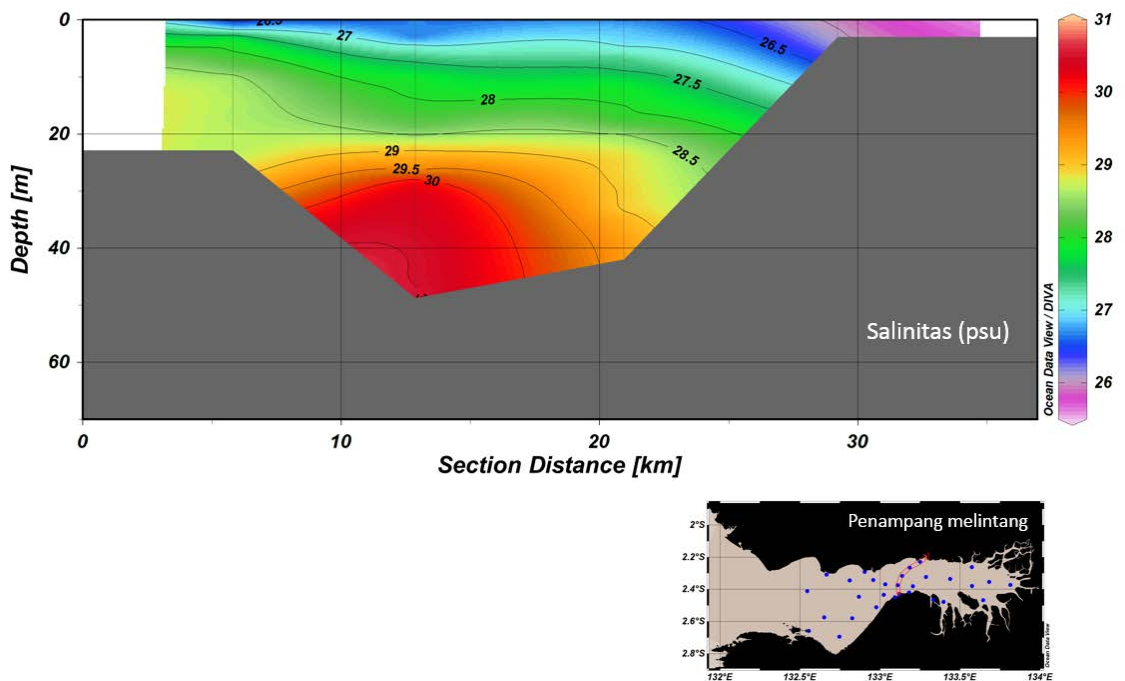 0
20
40
60
Depth [m]
27
26.5
27.5
28
28.5
29
29.5
30
0
10
20
30
Section Distance [km]
Salinitas (psu)
31
30
29
28
27
26
Ocean Data View / DIVA
Penampang melintang
2°S
2.2°S
2.4°S
2.6°S
2.8°S
132°E
132.5°E
133°E
133.5°E
134°E
Ocean Data View